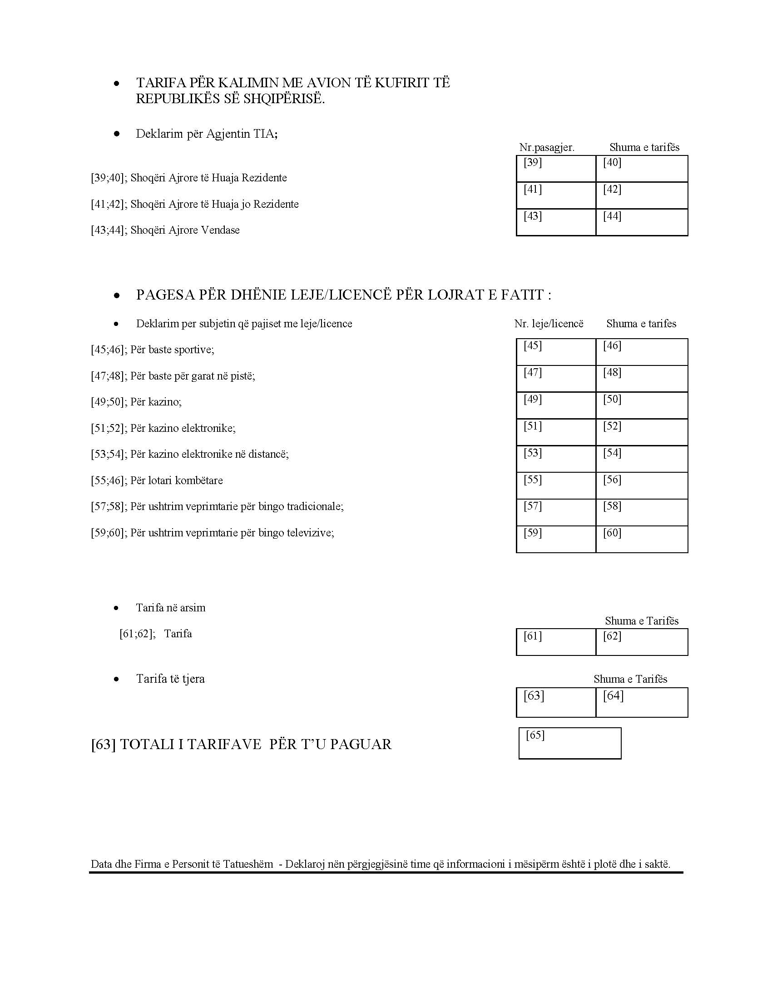 • TARIFA PËR KALIMIN ME AVION TË KUFIRIT TË
REPUBLIKËS SË SHQIPËRISË.
• Deklarim për Agjentin TIA;
Nr.pasagjer. Shuma e tarifës
[39] [40]
[39;40]; Shoqëri Ajrore të Huaja Rezidente
[41] [42]
[41;42]; Shoqëri Ajrore të Huaja jo Rezidente
[43] [44]
[43;44]; Shoqëri Ajrore Vendase
• PAGESA PËR DHËNIE LEJE/LICENCË PËR LOJRAT E FATIT :
• Deklarim per subjetin që pajiset me leje/licence Nr. leje/licencë Shuma e tarifes
[45;46]; Për baste sportive; [45] [46]
[47;48]; Për baste për garat në pistë; [47] [48]
[49;50]; Për kazino; [49] [50]
[51;52]; Për kazino elektronike; [51] [52]
[53;54]; Për kazino elektronike në distancë; [53] [54]
[55;46]; Për lotari kombëtare [55] [56]
[57;58]; Për ushtrim veprimtarie për bingo tradicionale; [57] [58]
[59;60]; Për ushtrim veprimtarie për bingo televizive; [59] [60]
• Tarifa në arsim
Shuma e Tarifës
[61;62]; Tarifa [61] [62]
• Tarifa të tjera Shuma e Tarifës
[63] [64]
[63] TOTALI I TARIFAVE PËR T’U PAGUAR [65]
Data dhe Firma e Personit të Tatueshëm - Deklaroj nën përgjegjësinë time që informacioni i mësipërm është i plotë dhe i saktë.